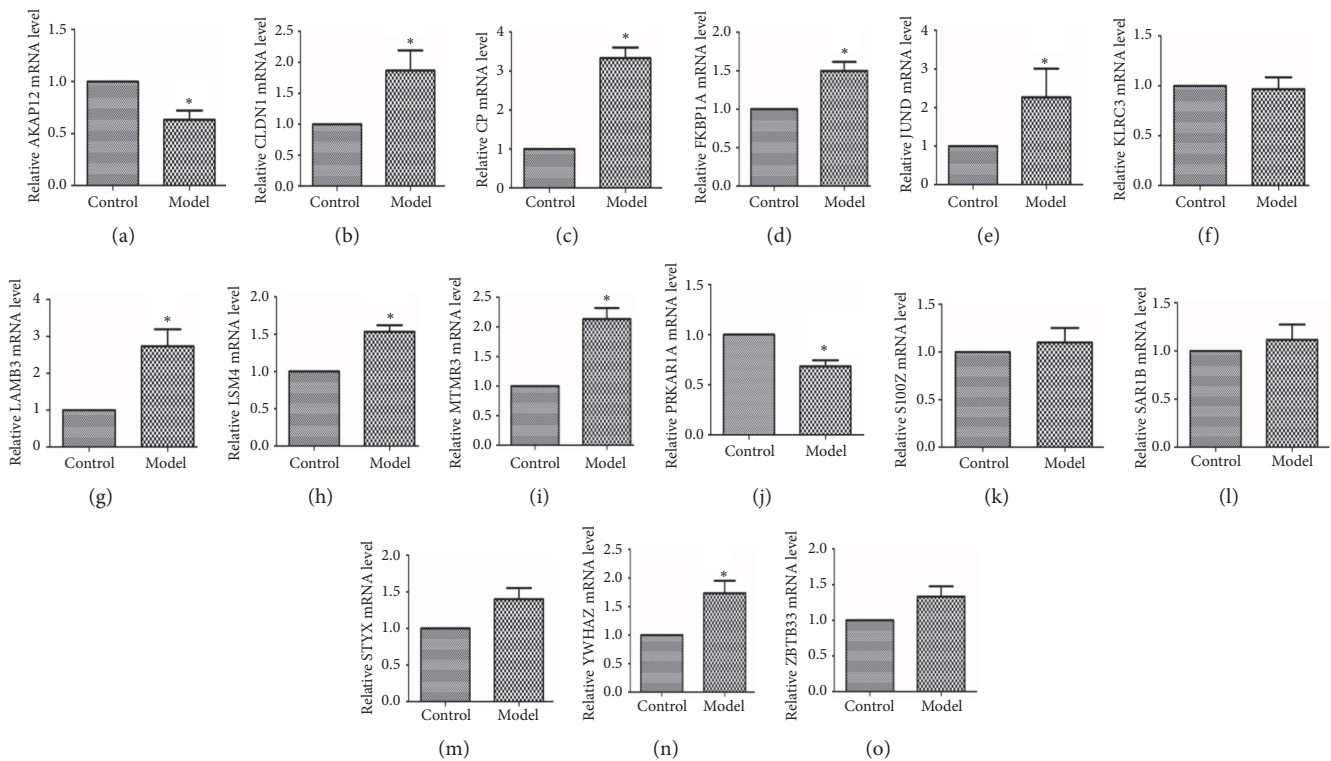 Relative AKAP12 mRNA level
1.5
1.0
0.5
0.0
*
Control Model
(a)
Relative CLDN1 mRNA level
2.5
2.0
1.5
1.0
0.5
0.0
*
Control Model
(b)
Relative CP mRNA level
4
3
2
1
0
*
Control Model
(c)
Relative FKBP1A mRNA level
2.0
1.5
1.0
0.5
0.0
*
Control Model
(d)
Relative JUND mRNA level
4
3
2
1
0
*
Control Model
(e)
Relative KLRC3 mRNA level
1.5
1.0
0.5
0.0
Control Model
(f)
Relative LAMB3 mRNA level
4
3
2
1
0
*
Control Model
(g)
Relative LSM4 mRNA level
2.0
1.5
1.0
0.5
0.0
*
Control Model
(h)
Relative MTMR3 mRNA level
2.5
2.0
1.5
1.0
0.5
0.0
*
Control Model
(i)
Relative PRKAR1A mRNA level
1.5
1.0
0.5
0.0
*
Control Model
(j)
Relative S100Z mRNA level
1.5
1.0
0.5
0.0
Control Model
(k)
Relative SAR1B mRNA level
1.5
1.0
0.5
0.0
Control Model
(l)
Relative STYX mRNA level
2.0
1.5
1.0
0.5
0.0
Control Model
(m)
Relative YWHAZ mRNA level
2.5
2.0
1.5
1.0
0.5
0.0
*
Control Model
(n)
Relative ZBTB33 mRNA level
2.0
1.5
1.0
0.5
0.0
Control Model
(o)